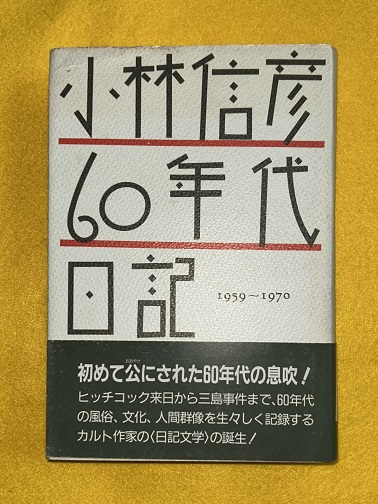 小林信彦
60年代
日記
1959〜1970
初めて公にされた60年代の息吹！
ヒッチコック来日から三島事件まで、60年代
の風俗、文化、人間群像を生々しく記録する
カルト作家の〈日記文学〉の誕生！